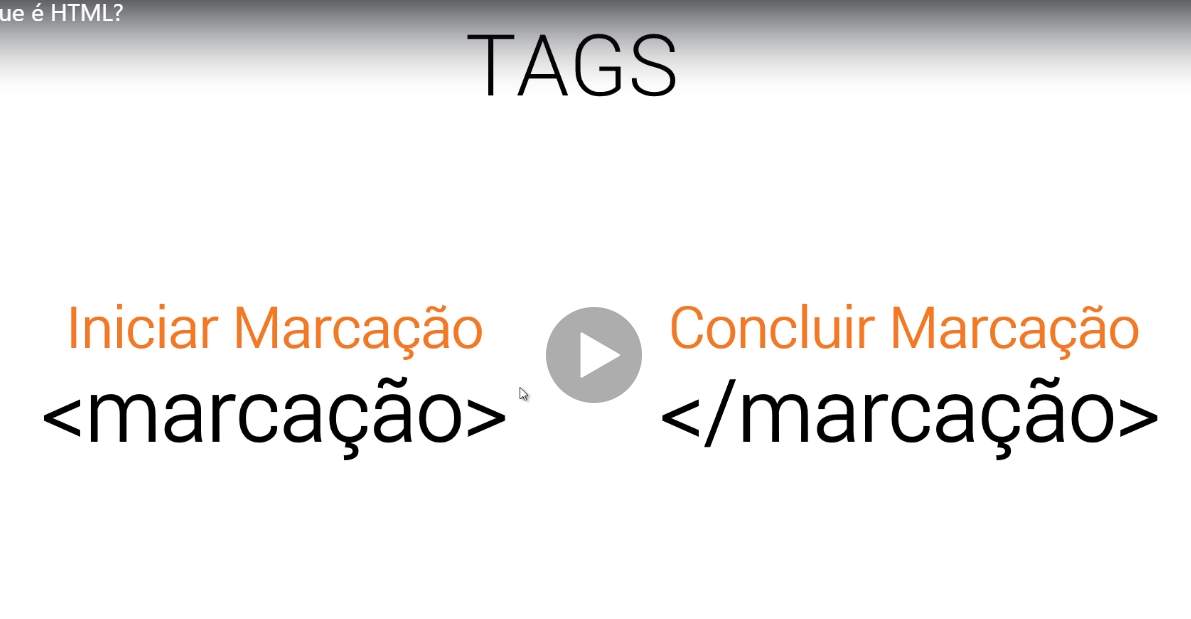 ue é HTML?
TAGS
Iniciar Marcação
<marcação>
Concluir Marcação
</marcação>